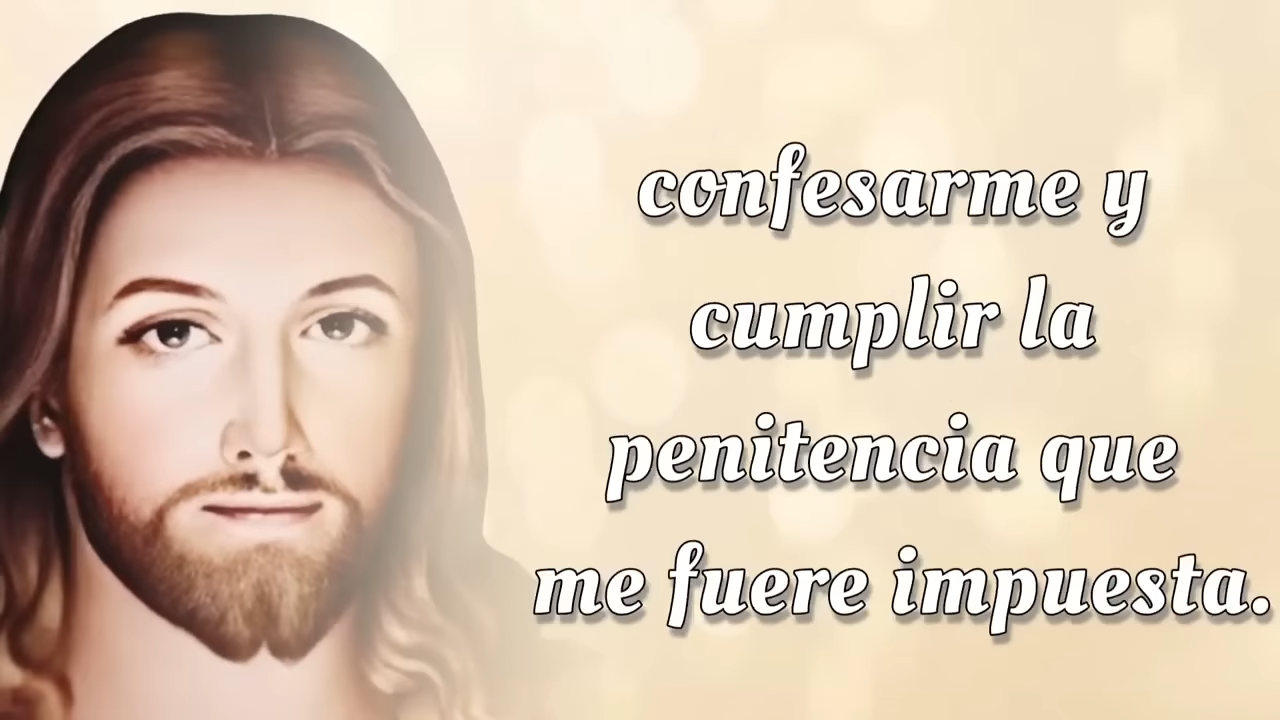 confesarme y
cumplir la
penitencia que
me fuere impuesta.